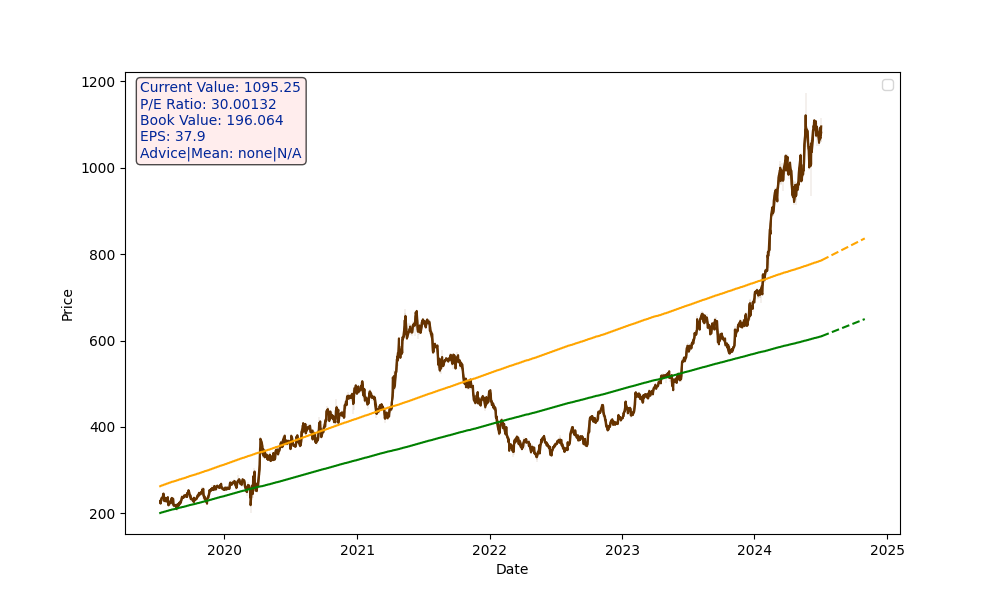 Current Value: 1095.25
P/E Ratio: 30.00132
Book Value: 196.064
EPS: 37.9
Advice|Mean: none|N/A
1200
1000
800
600
400
200
Price
2020 2021 2022 2023 2024 2025
Date